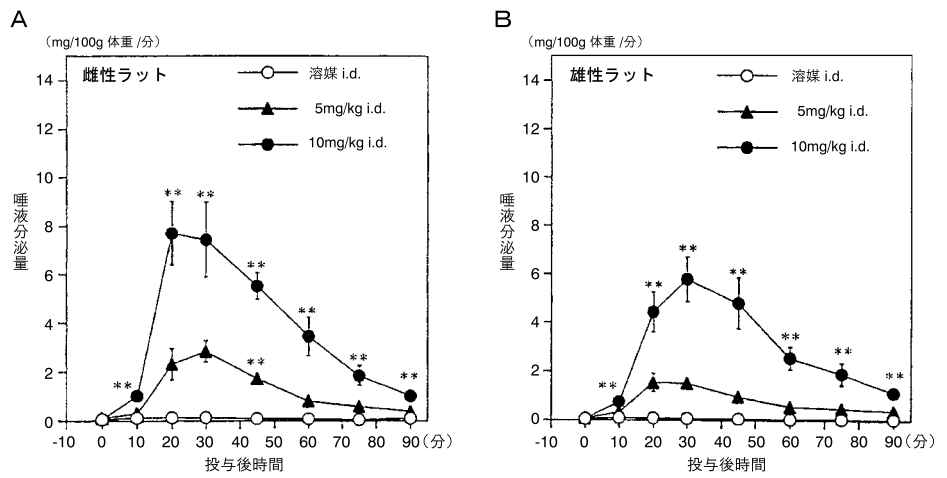 A
(mg/100g 体重 /分)
雌性ラット
溶媒 i.d.
5mg/kg i.d.
10mg/kg i.d.
唾液分泌量
14
12
10
8
6
4
2
0
** ** ** ** ** ** ** **
-10 0 10 20 30 40 50 60 70 80 90 (分)
投与後時間
B
(mg/100g 体重 /分)
雄性ラット
溶媒 i.d.
5mg/kg i.d.
10mg/kg i.d.
唾液分泌量
14
12
10
8
6
4
2
0
** ** ** ** ** ** **
-10 0 10 20 30 40 50 60 70 80 90 (分)
投与後時間